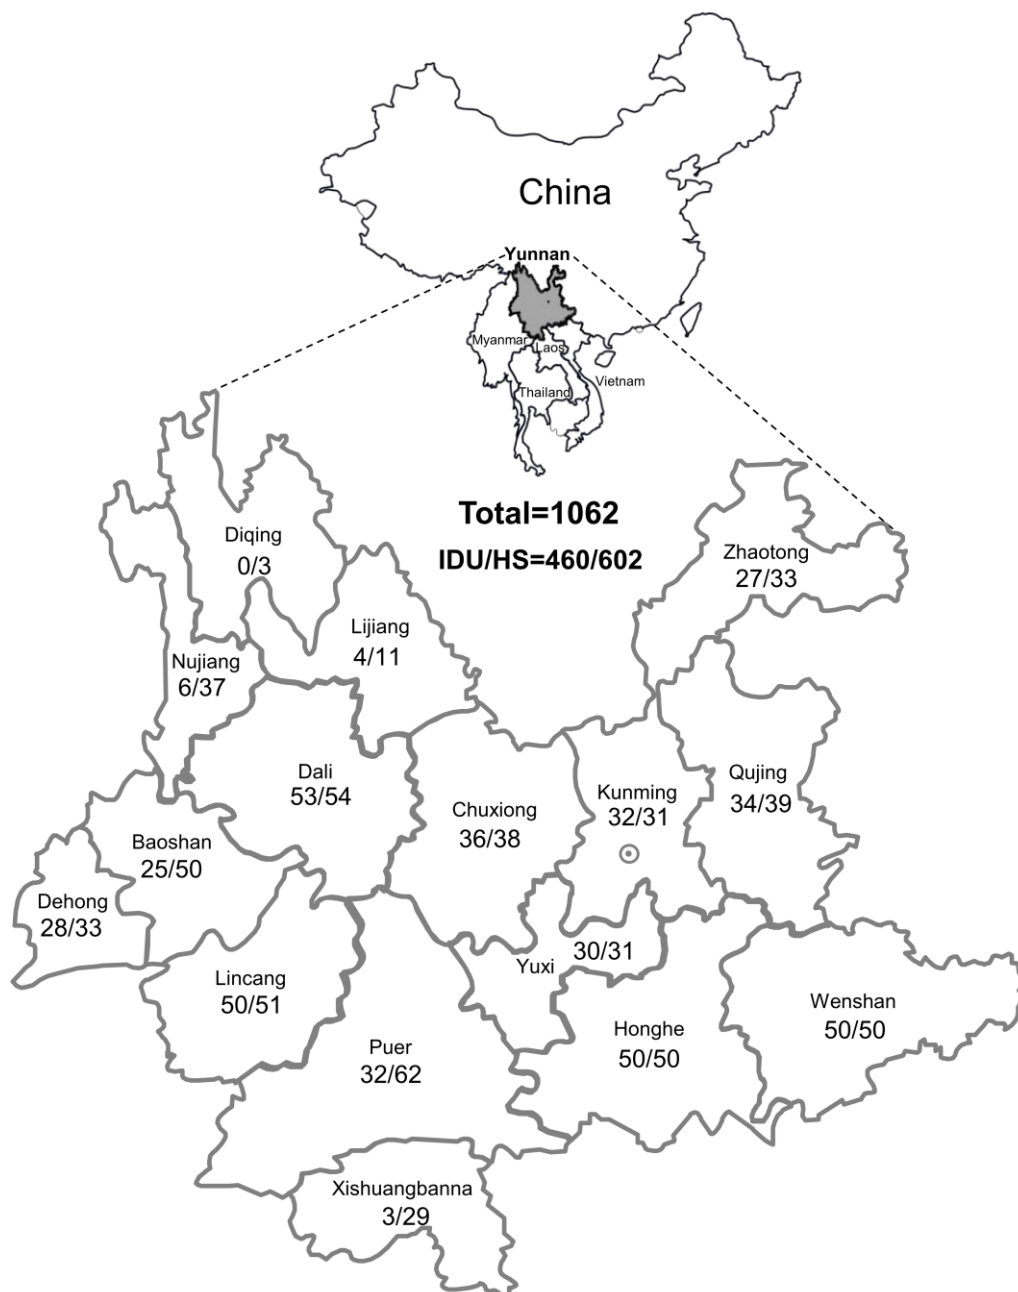 China
Yunnan
Myanmar
Laos
Thailand
Vietnam
Total=1062
IDU/HS=460/602
Diqing
0/3
Zhaotong
27/33
Lijiang
4/11
Nujiang
6/37
Dali
53/54
Chuxiong
36/38
Kunming
32/31
Qujing
34/39
Baoshan
25/50
Dehong
28/33
Lincang
50/51
Yuxi
30/31
Puer
32/62
Honghe
50/50
Wenshan
50/50
Xishuangbanna
3/29